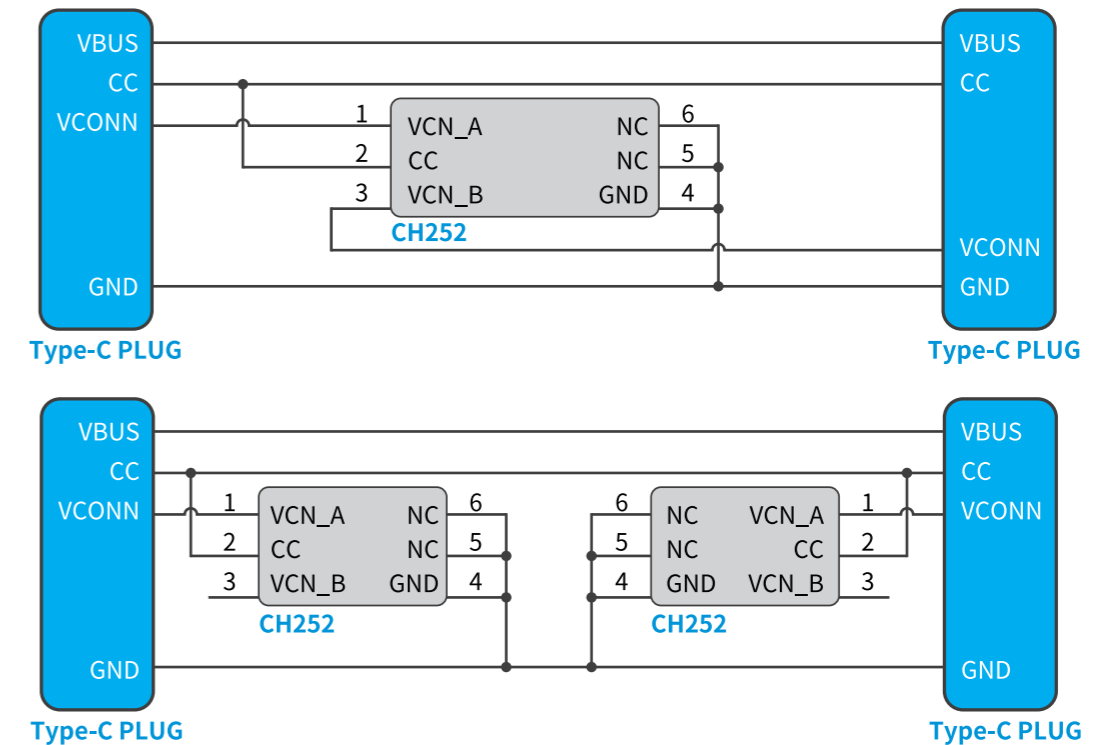 VBUS
VBUS
CC
CC
VCONN
1
VCN_A
NC
6
2
CC
NC
5
3
VCN_B
GND
4
CH252
VCONN
GND
GND
Type-C PLUG
Type-C PLUG
VBUS
VBUS
CC
CC
VCONN
1
VCN_A
NC
6
6
NC
VCN_A
1
VCONN
2
CC
NC
5
5
NC
CC
2
3
VCN_B
GND
4
4
GND
VCN_B
3
CH252
CH252
GND
GND
Type-C PLUG
Type-C PLUG